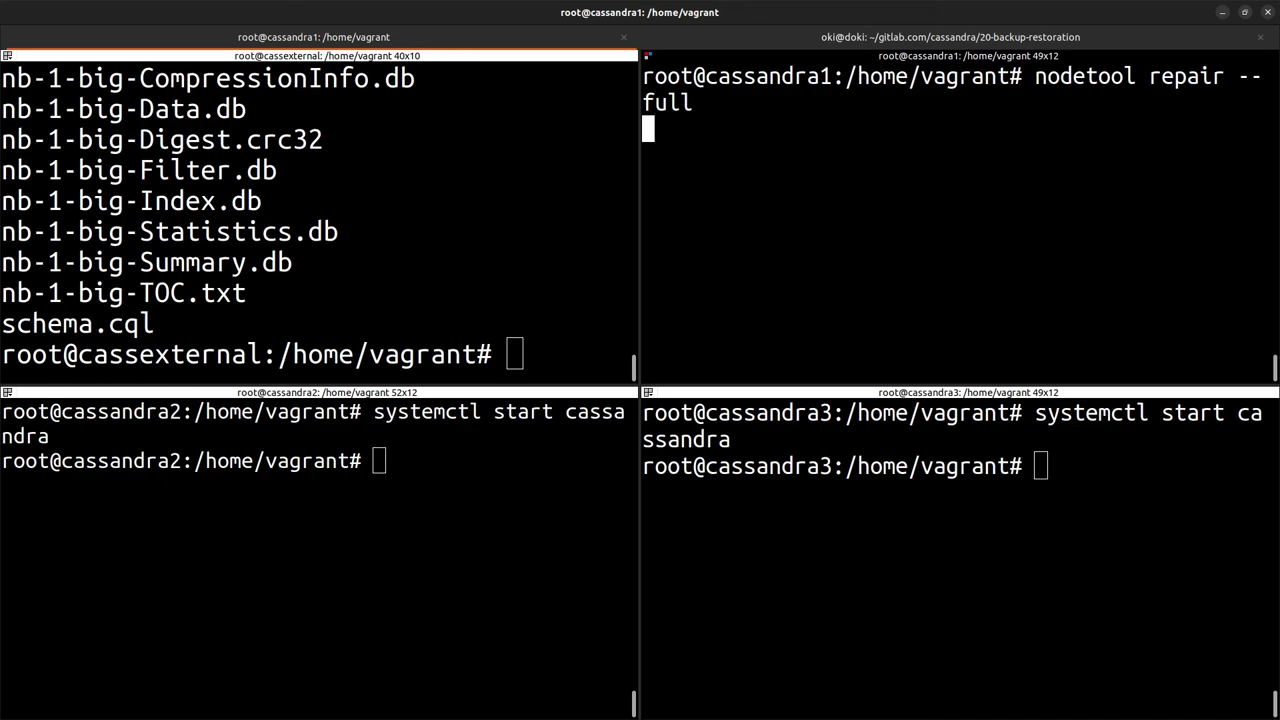 root@cassandra1: /home/vagrant
root@cassandra1: /home/vagrant
oki@doki: ~/gitlab.com/cassandra/20-backup-restoration
root@cassexternal: /home/vagrant 40x10
nb-1-big-CompressionInfo.db
nb-1-big-Data.db
nb-1-big-Digest.crc32
nb-1-big-Filter.db
nb-1-big-Index.db
nb-1-big-Statistics.db
nb-1-big-Summary.db
nb-1-big-TOC.txt
schema.cql
root@cassexternal:/home/vagrant#
root@cassandra1: /home/vagrant 49x12
root@cassandra1:/home/vagrant# nodetool repair --
full
root@cassandra2: /home/vagrant 52x12
root@cassandra2:/home/vagrant# systemctl start cassa
ndra
root@cassandra2:/home/vagrant#
root@cassandra3: /home/vagrant 49x12
root@cassandra3:/home/vagrant# systemctl start ca
ssandra
root@cassandra3:/home/vagrant#